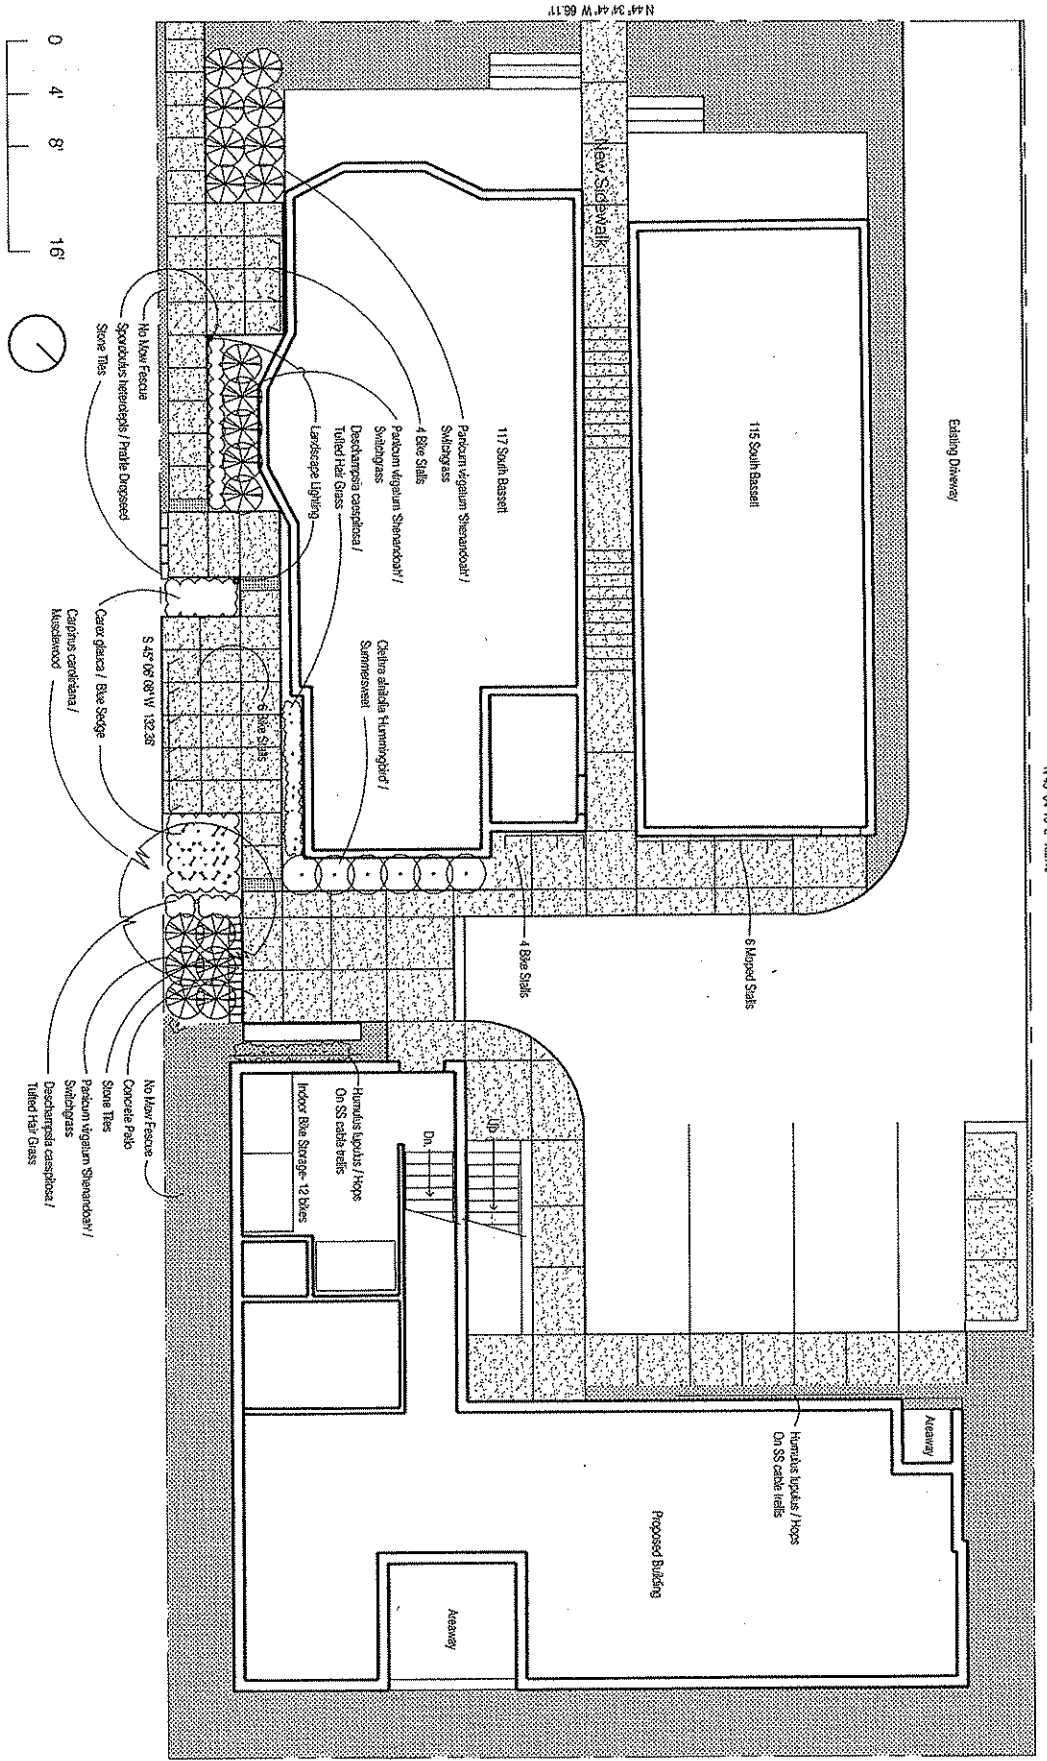 N 44° 34' 44" W 66.11'
0
4'
8'
16'
New Sidewalk
Existing Driveway
115 South Bassett
117 South Bassett
Panicum virgatum 'Shenandoah' /
Switchgrass
4 Bike Stalls
Panicum virgatum 'Shenandoah' /
Switchgrass
Deschampsia caespitosa /
Tufted Hair Grass
Landscape Lighting
No Mow Fescue
Sporobulus heterolepis / Prairie Dropseed
Stone Tiles
Clethra alnifolia 'Hummingbird' /
Summersweet
S 45° 06' 08" W 132.36'
6 Bike Stalls
Carex glauca / Blue Sedge
Carpinus caroliniana /
Musclewood
4 Bike Stalls
6 Moped Stalls
No Mow Fescue
Concrete Patio
Stone Tiles
Panicum virgatum 'Shenandoah' /
Switchgrass
Deschampsia caespitosa /
Tufted Hair Grass
Humulus lupulus / Hops
On SS cable trellis
Indoor Bike Storage- 12 bikes
Dn.
Up
Humulus lupulus / Hops
On SS cable trellis
Areaway
Proposed Building
Areaway